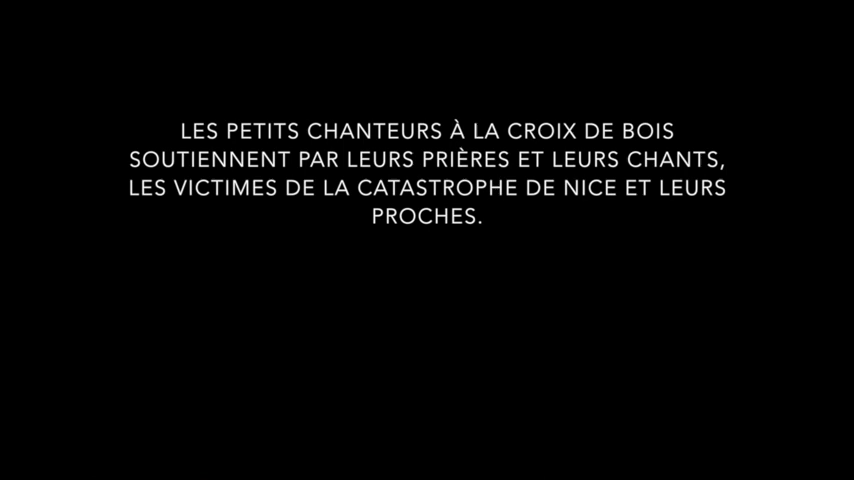 LES PETITS CHANTEURS À LA CROIX DE BOIS
SOUTIENNENT PAR LEURS PRIÈRES ET LEURS CHANTS,
LES VICTIMES DE LA CATASTROPHE DE NICE ET LEURS
PROCHES.